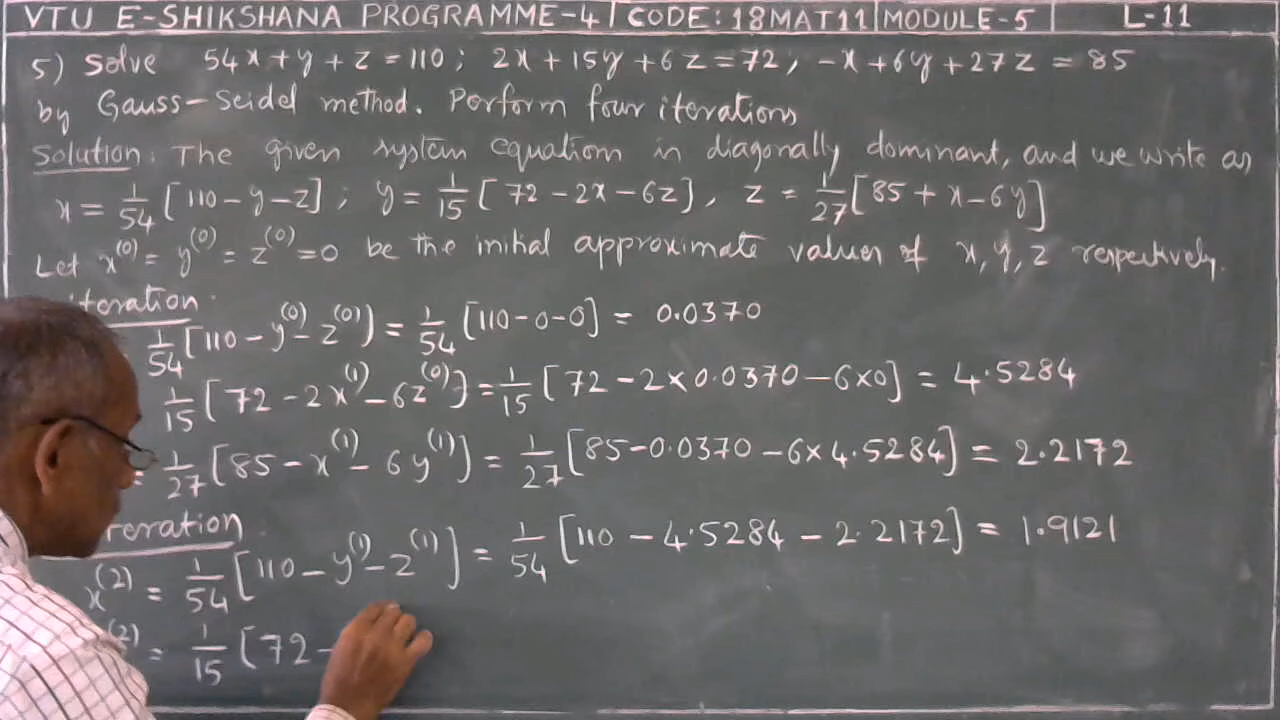 VTU E-SHIKSHANA PROGRAMME-4 | CODE: 18MAT11 | MODULE-5 | L-11
5) Solve 54x+y+z=110; 2x+15y+6z=72, -x+6y+27z=85
by Gauss-Seidel method. Perform four iterations
Solution: The given system equations in diagonally dominant, and we write as
x = 1/54 [110-y-z]; y = 1/15 [72-2x-6z], z = 1/27 [85+x-6y]
Let x^(0) = y^(0) = z^(0) = 0 be the initial approximate values of x, y, z respectively.
iteration:
1/54 [110-y^(0)-z^(0)] = 1/54 [110-0-0] = 0.0370
1/15 [72-2x^(1)-6z^(0)] = 1/15 [72-2×0.0370-6×0] = 4.5284
= 1/27 [85-x^(1)-6y^(1)] = 1/27 [85-0.0370-6×4.5284] = 2.2172
teration.
x^(2) = 1/54 [110-y^(1)-z^(1)] = 1/54 [110-4.5284-2.2172] = 1.9121
(2) = 1/15 [72-